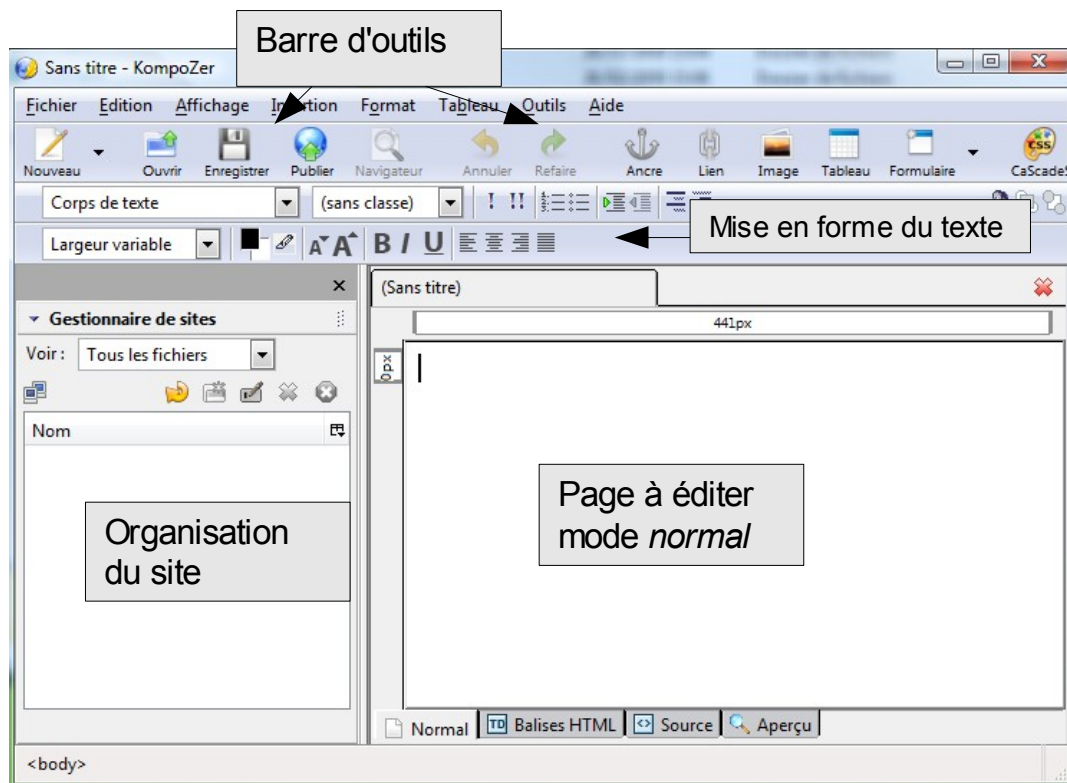 Barre d'outils
Sans titre - KompoZer
Fichier Edition Affichage Insertion Format Tableau Outils Aide
Nouveau Ouvrir Enregistrer Publier Navigateur Annuler Refaire Ancre Lien Image Tableau Formulaire CaScadeS
Corps de texte (sans classe) ! !!
Mise en forme du texte
Largeur variable A A B I U
(Sans titre)
Gestionnaire de sites
441px
Voir : Tous les fichiers
0px
Nom
Page à éditer
mode normal
Organisation
du site
Normal TD Balises HTML Source Aperçu
<body>